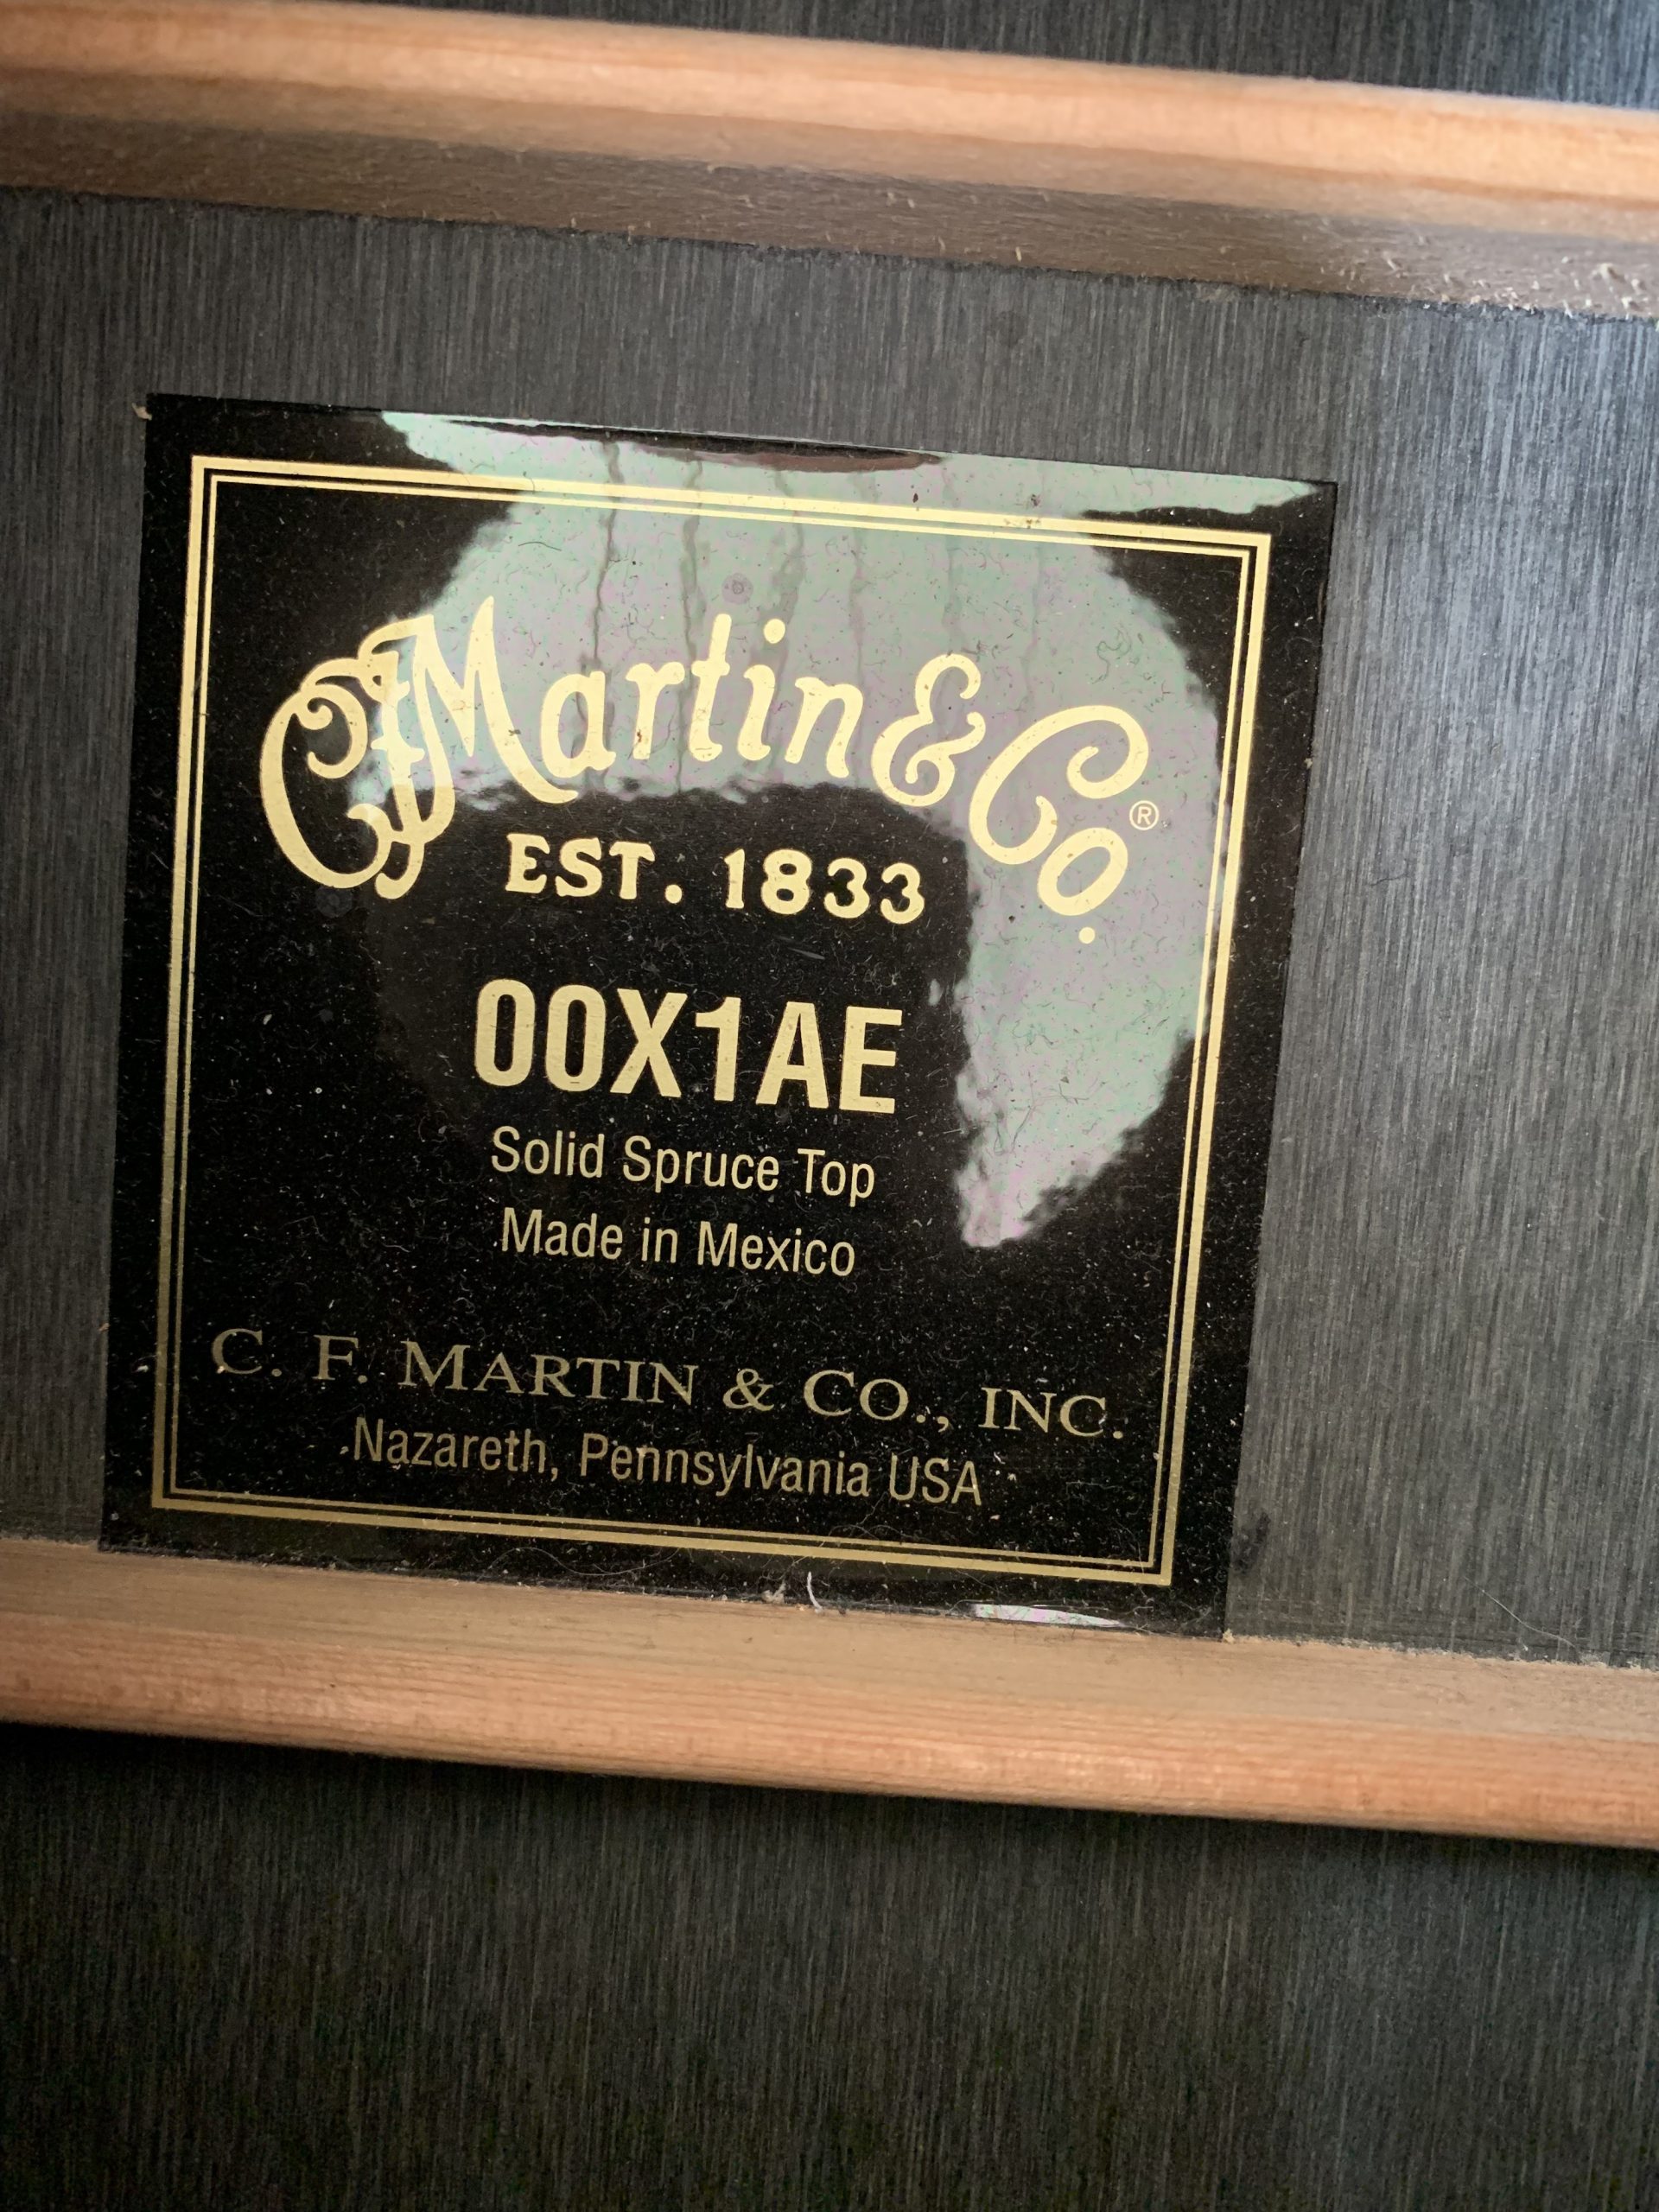 CFMartin & Co.®
EST. 1833
00X1AE
Solid Spruce Top
Made in Mexico
C. F. MARTIN & CO., INC.
Nazareth, Pennsylvania USA